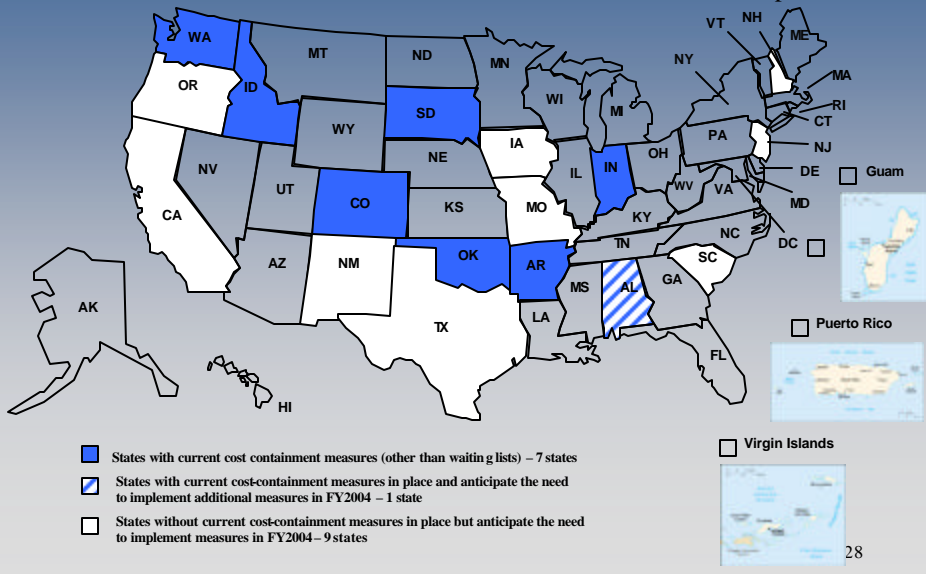 WA
OR
ID
MT
ND
MN
SD
WY
NV
UT
CO
CA
AZ
NM
NE
KS
OK
TX
IA
MO
AR
LA
WI
MI
IL
IN
OH
KY
TN
MS
AL
GA
FL
SC
NC
VA
WV
PA
NY
VT
NH
ME
MA
RI
CT
NJ
DE
MD
DC
AK
HI
Guam
Puerto Rico
Virgin Islands
States with current cost containment measures (other than waiting lists) – 7 states
States with current cost-containment measures in place and anticipate the need
to implement additional measures in FY2004 – 1 state
States without current cost-containment measures in place but anticipate the need
to implement measures in FY2004 – 9 states
28